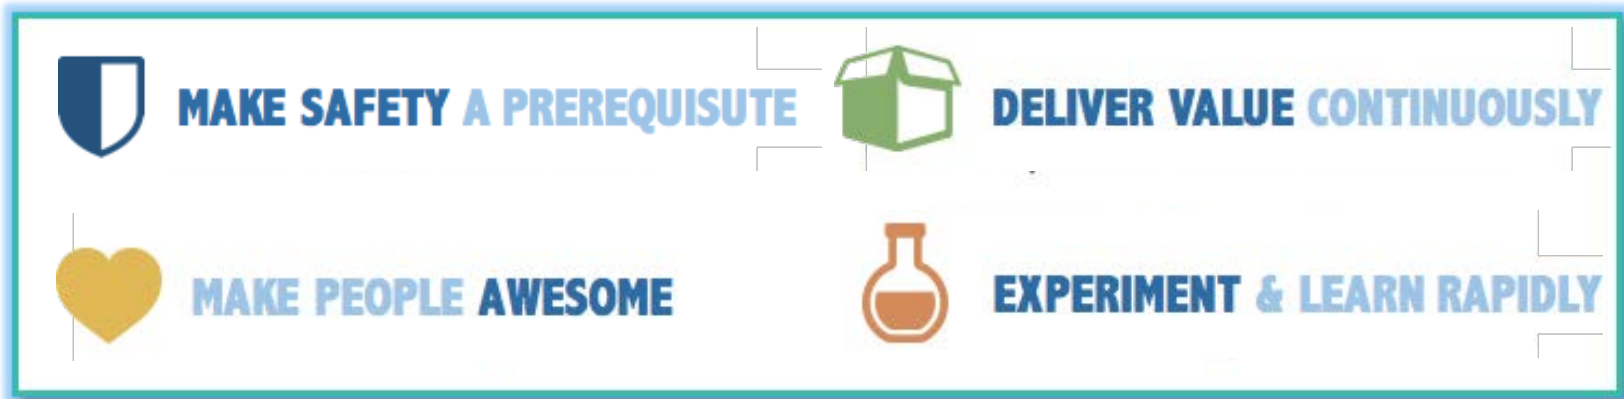 MAKE SAFETY A PREREQUISUTE
DELIVER VALUE CONTINUOUSLY
MAKE PEOPLE AWESOME
EXPERIMENT & LEARN RAPIDLY